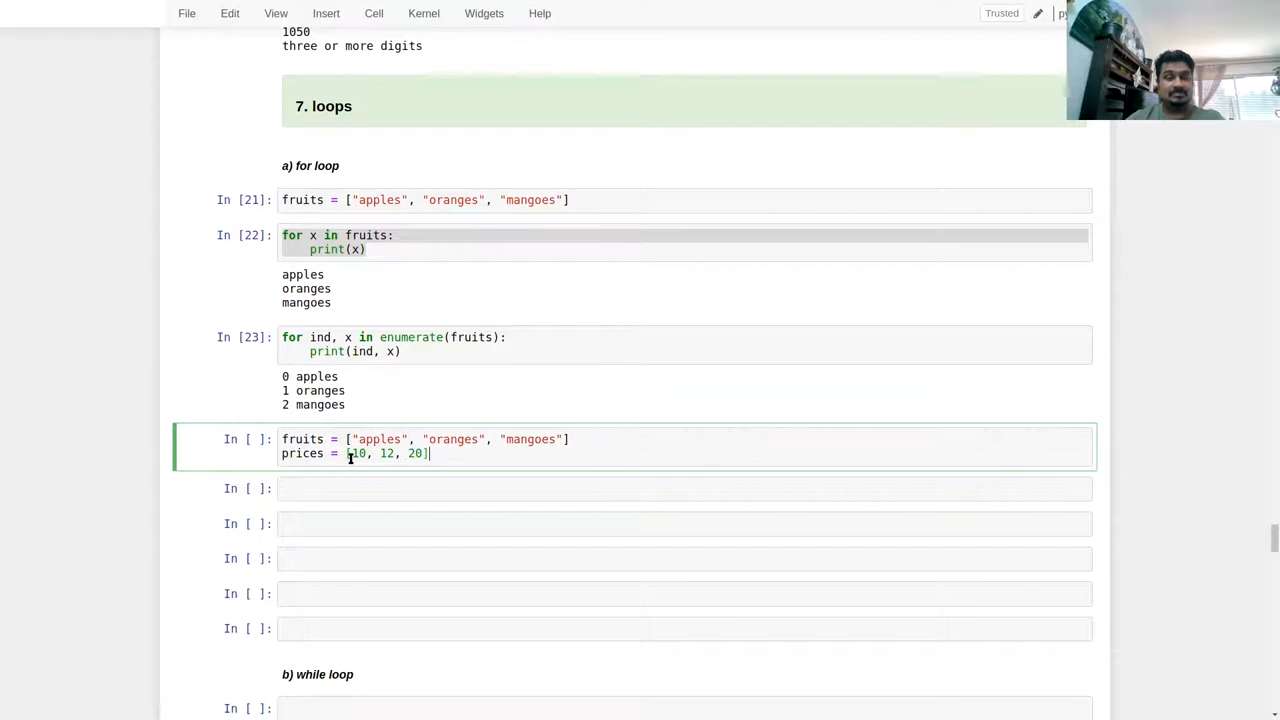 File Edit View Insert Cell Kernel Widgets Help Trusted
1050
three or more digits
7. loops
a) for loop
In [21]: fruits = ["apples", "oranges", "mangoes"]
In [22]: for x in fruits:
print(x)
apples
oranges
mangoes
In [23]: for ind, x in enumerate(fruits):
print(ind, x)
0 apples
1 oranges
2 mangoes
In [ ]: fruits = ["apples", "oranges", "mangoes"]
prices = [10, 12, 20]
In [ ]:
In [ ]:
In [ ]:
In [ ]:
In [ ]:
b) while loop
In [ ]: